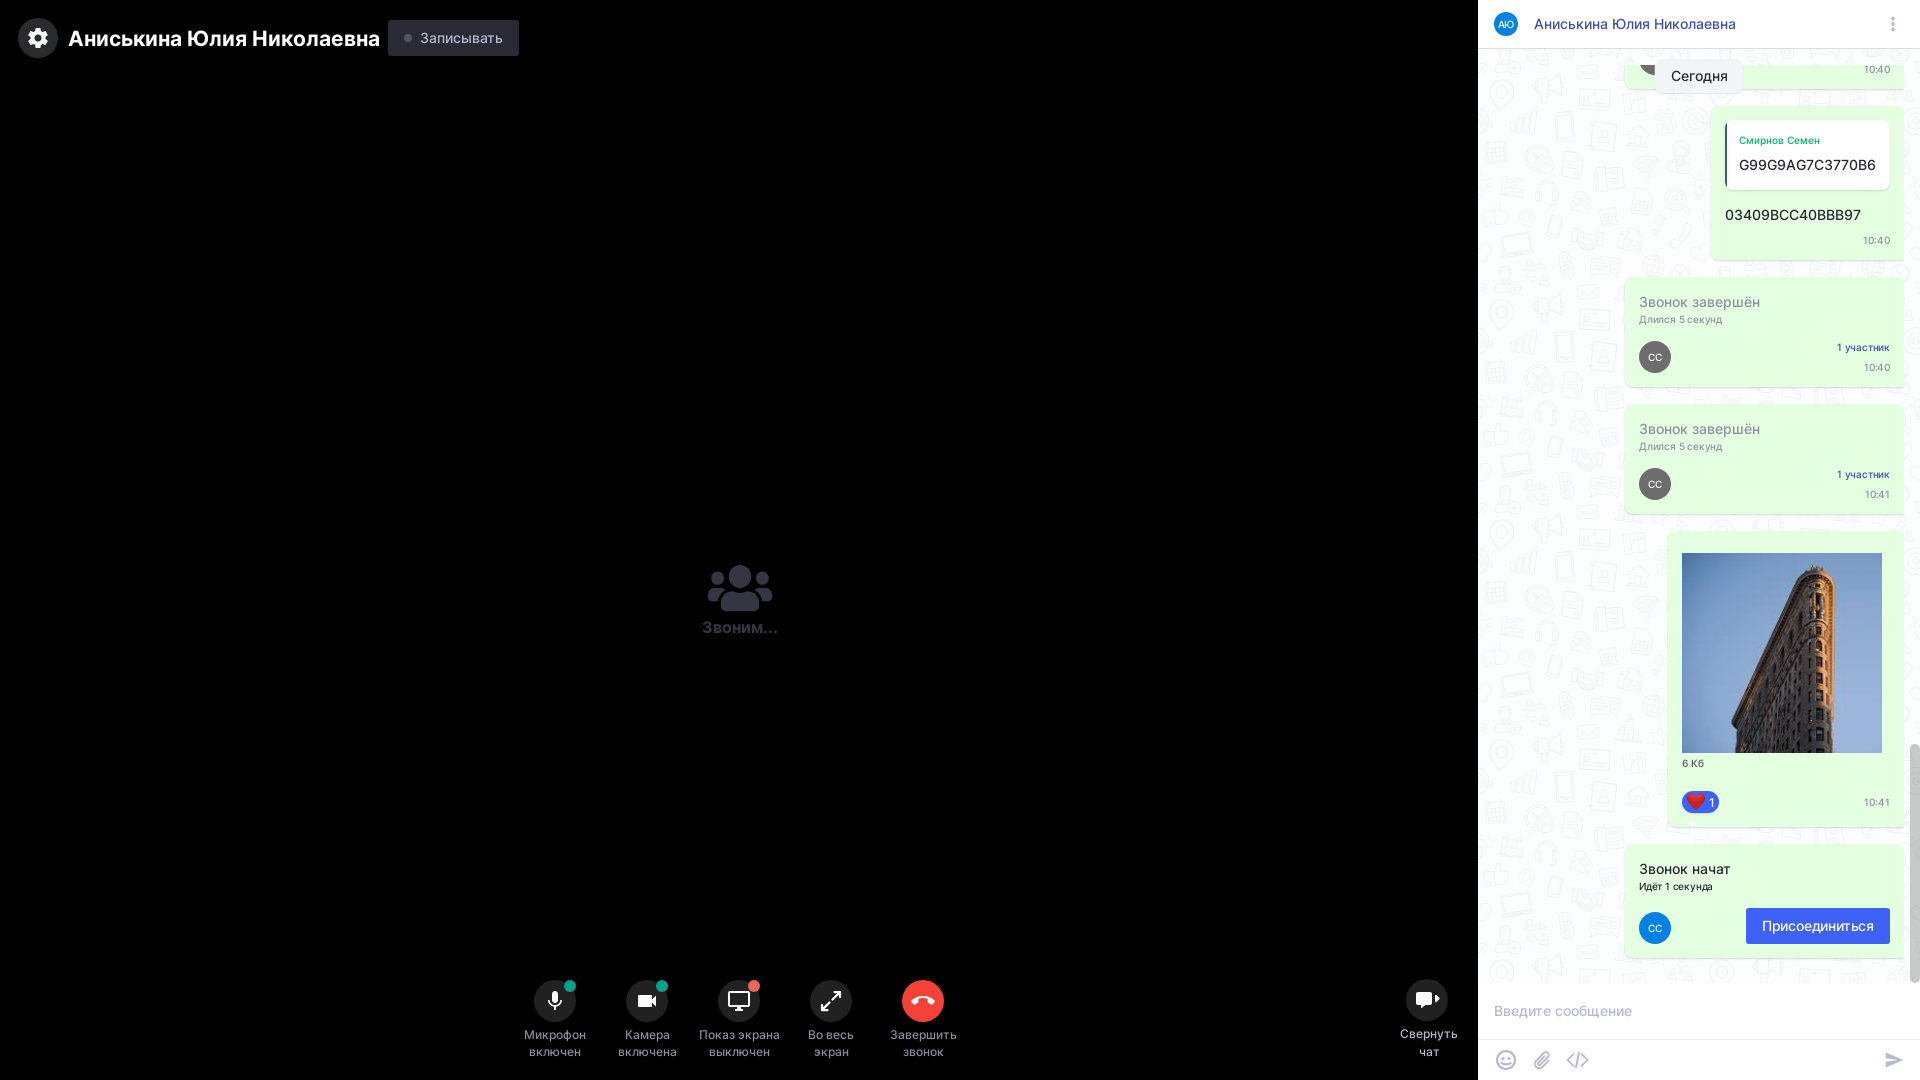 Аниськина Юлия Николаевна
Записывать
Звоним...
Микрофон
включен
Камера
включена
Показ экрана
выключен
Во весь
экран
Завершить
звонок
Свернуть
чат
АЮ
Аниськина Юлия Николаевна
10:40
Сегодня
Смирнов Семен
G99G9AG7C3770B6
03409BCC40BBB97
10:40
Звонок завершён
Длился 5 секунд
СС
1 участник
10:40
Звонок завершён
Длился 5 секунд
СС
1 участник
10:41
6 Кб
1
10:41
Звонок начат
Идёт 1 секунда
СС
Присоединиться
Введите сообщение